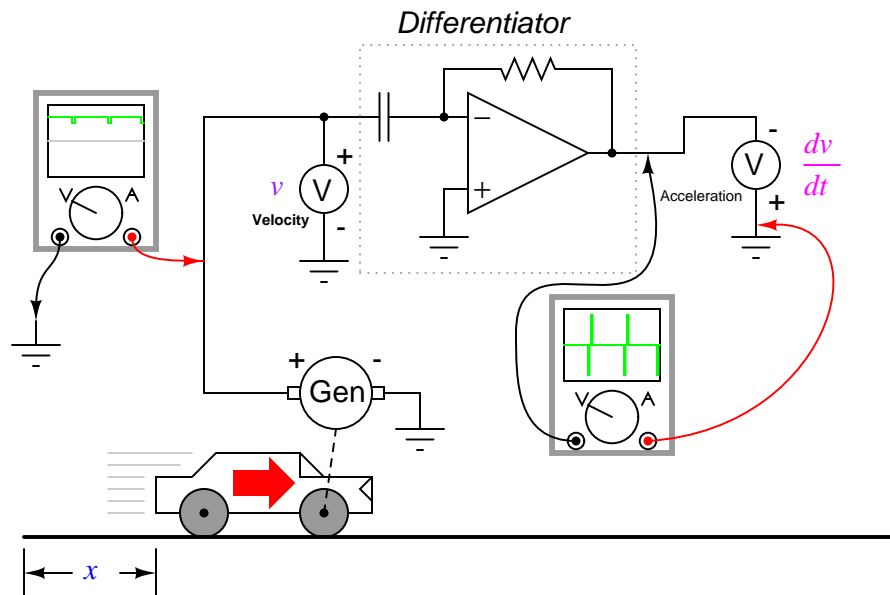 Differentiator
V A
+
v V
Velocity
-
−
+
Acceleration
-
V
+
dv
dt
+ -
Gen
V A
x